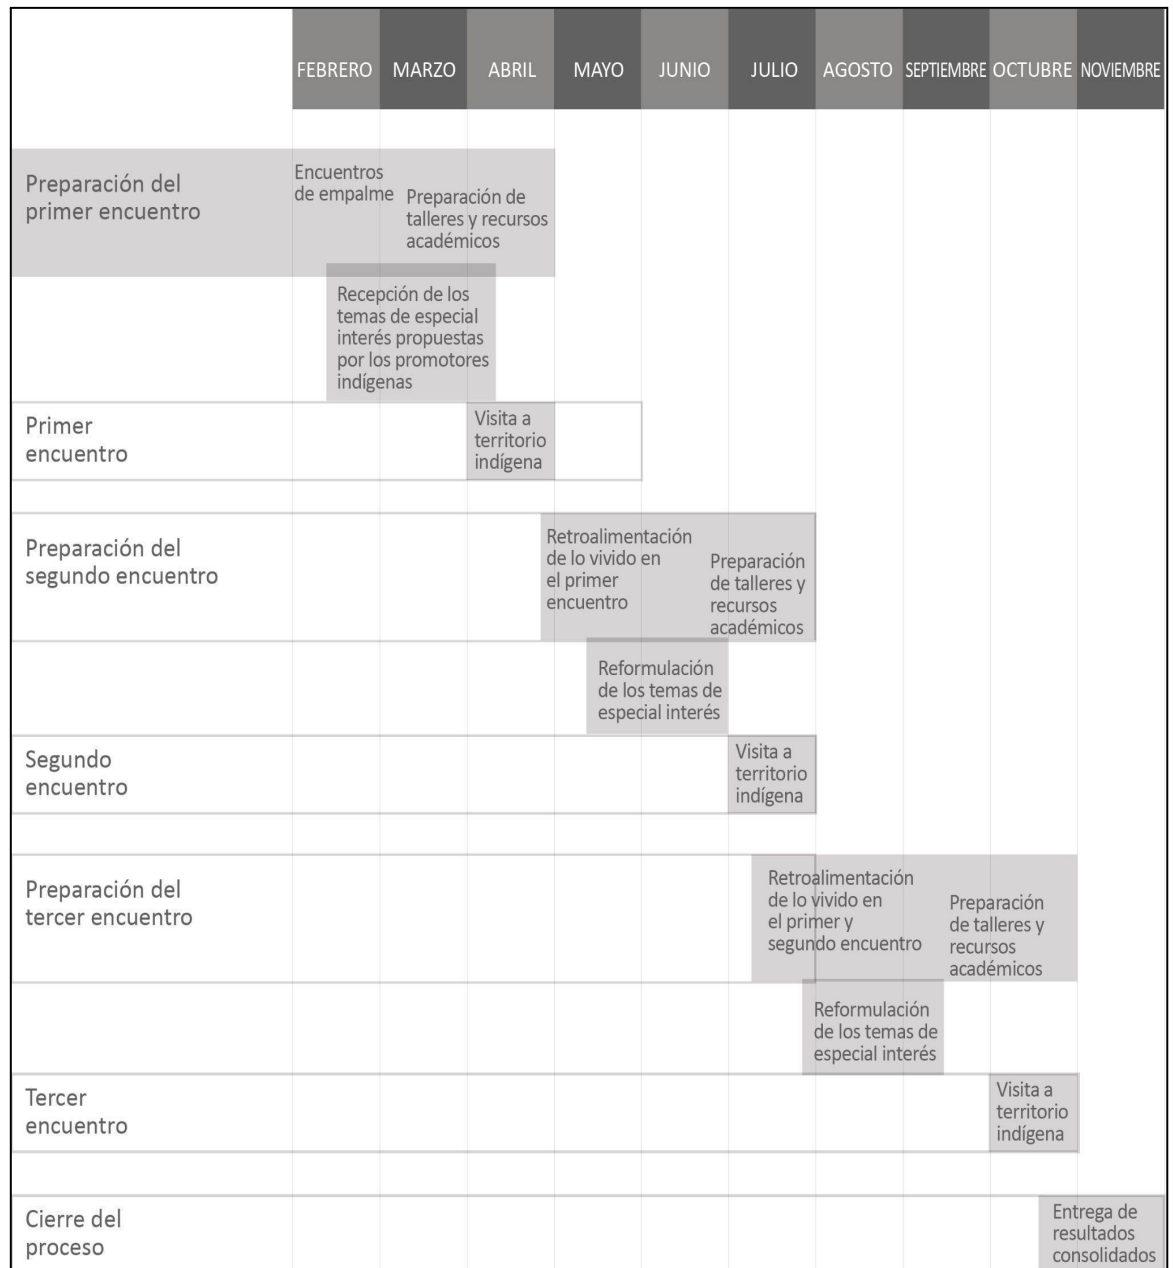 FEBRERO MARZO ABRIL MAYO JUNIO JULIO AGOSTO SEPTIEMBRE OCTUBRE NOVIEMBRE
Preparación del
primer encuentro
Encuentros
de empalme
Preparación de
talleres y recursos
académicos
Recepción de los
temas de especial
interés propuestas
por los promotores
indígenas
Primer
encuentro
Visita a
territorio
indígena
Preparación del
segundo encuentro
Retroalimentación
de lo vivido en
el primer
encuentro
Preparación
de talleres y
recursos
académicos
Reformulación
de los temas de
especial interés
Segundo
encuentro
Visita a
territorio
indígena
Preparación del
tercer encuentro
Retroalimentación
de lo vivido en
el primer y
segundo encuentro
Preparación
de talleres y
recursos
académicos
Reformulación
de los temas de
especial interés
Tercer
encuentro
Visita a
territorio
indígena
Cierre del
proceso
Entrega de
resultados
consolidados